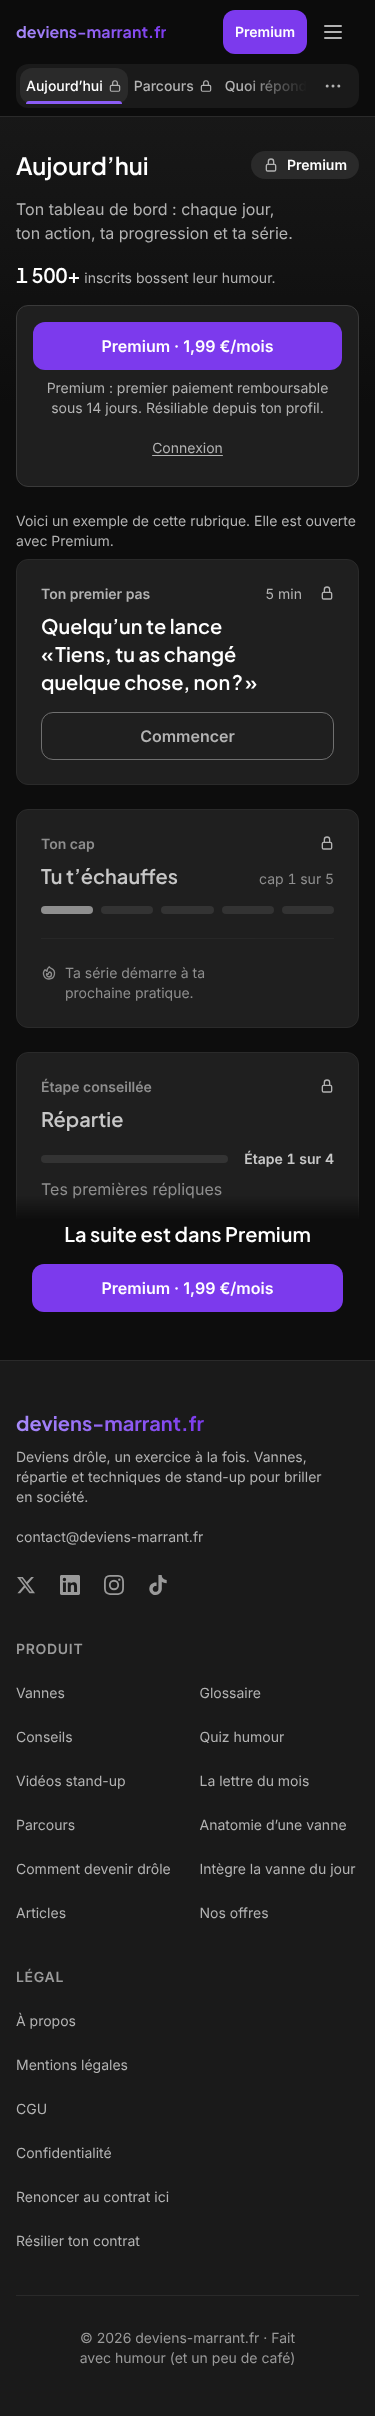 deviens-marrant.fr
Premium
Aujourd’hui
Parcours
Quoi répond
Aujourd’hui
Premium
Ton tableau de bord : chaque jour,
ton action, ta progression et ta série.
1 500+ inscrits bossent leur humour.
Premium · 1,99 €/mois
Premium : premier paiement remboursable
sous 14 jours. Résiliable depuis ton profil.
Connexion
Voici un exemple de cette rubrique. Elle est ouverte
avec Premium.
Ton premier pas
5 min
Quelqu’un te lance
« Tiens, tu as changé
quelque chose, non ? »
Commencer
Ton cap
Tu t’échauffes
cap 1 sur 5
Ta série démarre à ta
prochaine pratique.
Étape conseillée
Répartie
Étape 1 sur 4
Tes premières répliques
La suite est dans Premium
Premium · 1,99 €/mois
deviens-marrant.fr
Deviens drôle, un exercice à la fois. Vannes,
répartie et techniques de stand-up pour briller
en société.
contact@deviens-marrant.fr
PRODUIT
Vannes
Glossaire
Conseils
Quiz humour
Vidéos stand-up
La lettre du mois
Parcours
Anatomie d’une vanne
Comment devenir drôle
Intègre la vanne du jour
Articles
Nos offres
LÉGAL
À propos
Mentions légales
CGU
Confidentialité
Renoncer au contrat ici
Résilier ton contrat
© 2026 deviens-marrant.fr · Fait
avec humour (et un peu de café)